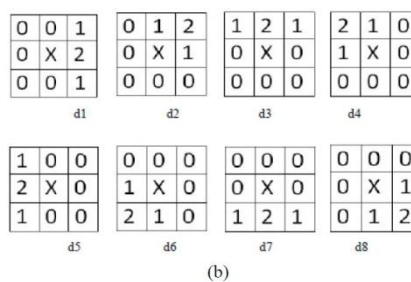 0 0 1 0 1 2 1 2 1 2 1 0
0 X 2 0 X 1 0 X 0 1 X 0
0 0 1 0 0 0 0 0 0 0 0 0
d1 d2 d3 d4
1 0 0 0 0 0 0 0 0 0 0 0
2 X 0 1 X 0 0 X 0 0 X 1
1 0 0 2 1 0 1 2 1 0 1 2
d5 d6 d7 d8
(b)